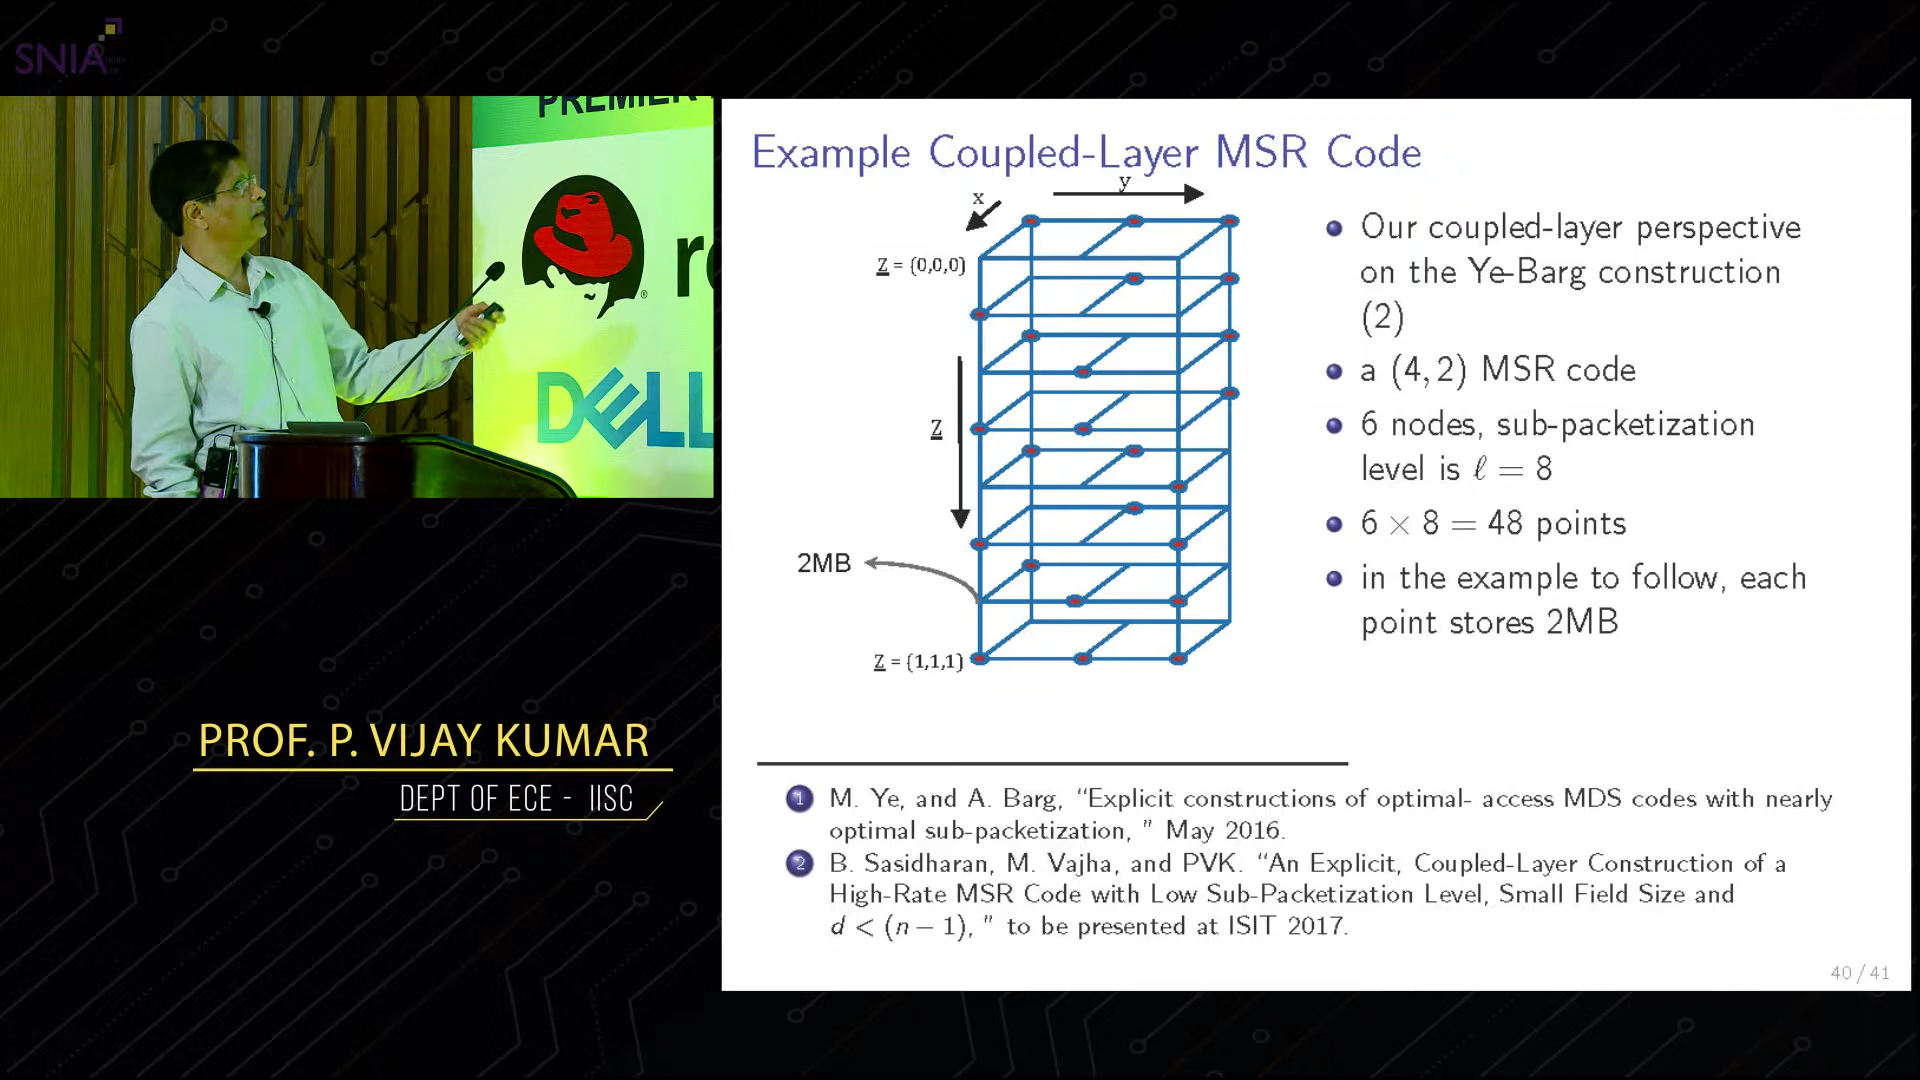 SNIA
PREMIER
DELL
PROF. P. VIJAY KUMAR
DEPT OF ECE - IISC
Example Coupled-Layer MSR Code
x
y
Z = (0,0,0)
Z
2MB
Z = (1,1,1)
Our coupled-layer perspective
on the Ye-Barg construction
(2)
a (4, 2) MSR code
6 nodes, sub-packetization
level is ℓ = 8
6 × 8 = 48 points
in the example to follow, each
point stores 2MB
1 M. Ye, and A. Barg, “Explicit constructions of optimal- access MDS codes with nearly
optimal sub-packetization, ” May 2016.
2 B. Sasidharan, M. Vajha, and PVK. “An Explicit, Coupled-Layer Construction of a
High-Rate MSR Code with Low Sub-Packetization Level, Small Field Size and
d < (n − 1), ” to be presented at ISIT 2017.
40 / 41